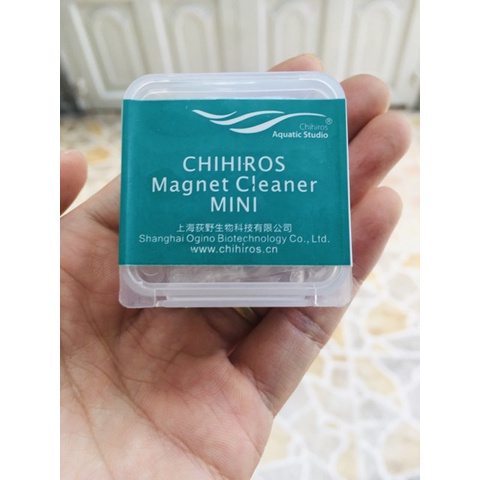 Chihiros ®
Aquatic Studio
CHIHIROS
Magnet Cleaner
MINI
上海荻野生物科技有限公司
Shanghai Ogino Biotechnology Co., Ltd.
www.chihiros.cn